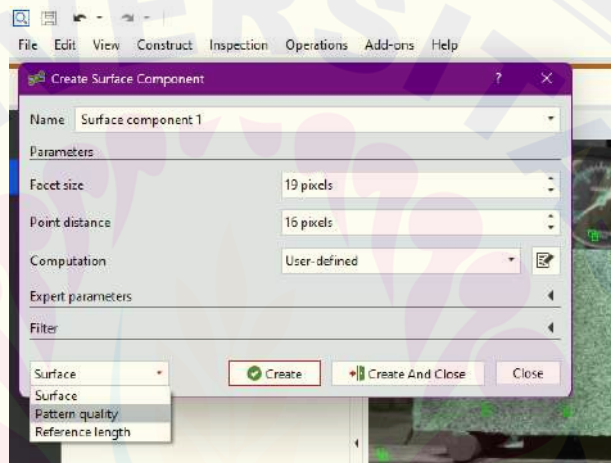 File Edit View Construct Inspection Operations Add-ons Help
Create Surface Component ? ×
Name Surface component 1
Parameters
Facet size 19 pixels
Point distance 16 pixels
Computation User-defined
Expert parameters
Filter
Surface Create Create And Close Close
Surface
Pattern quality
Reference length